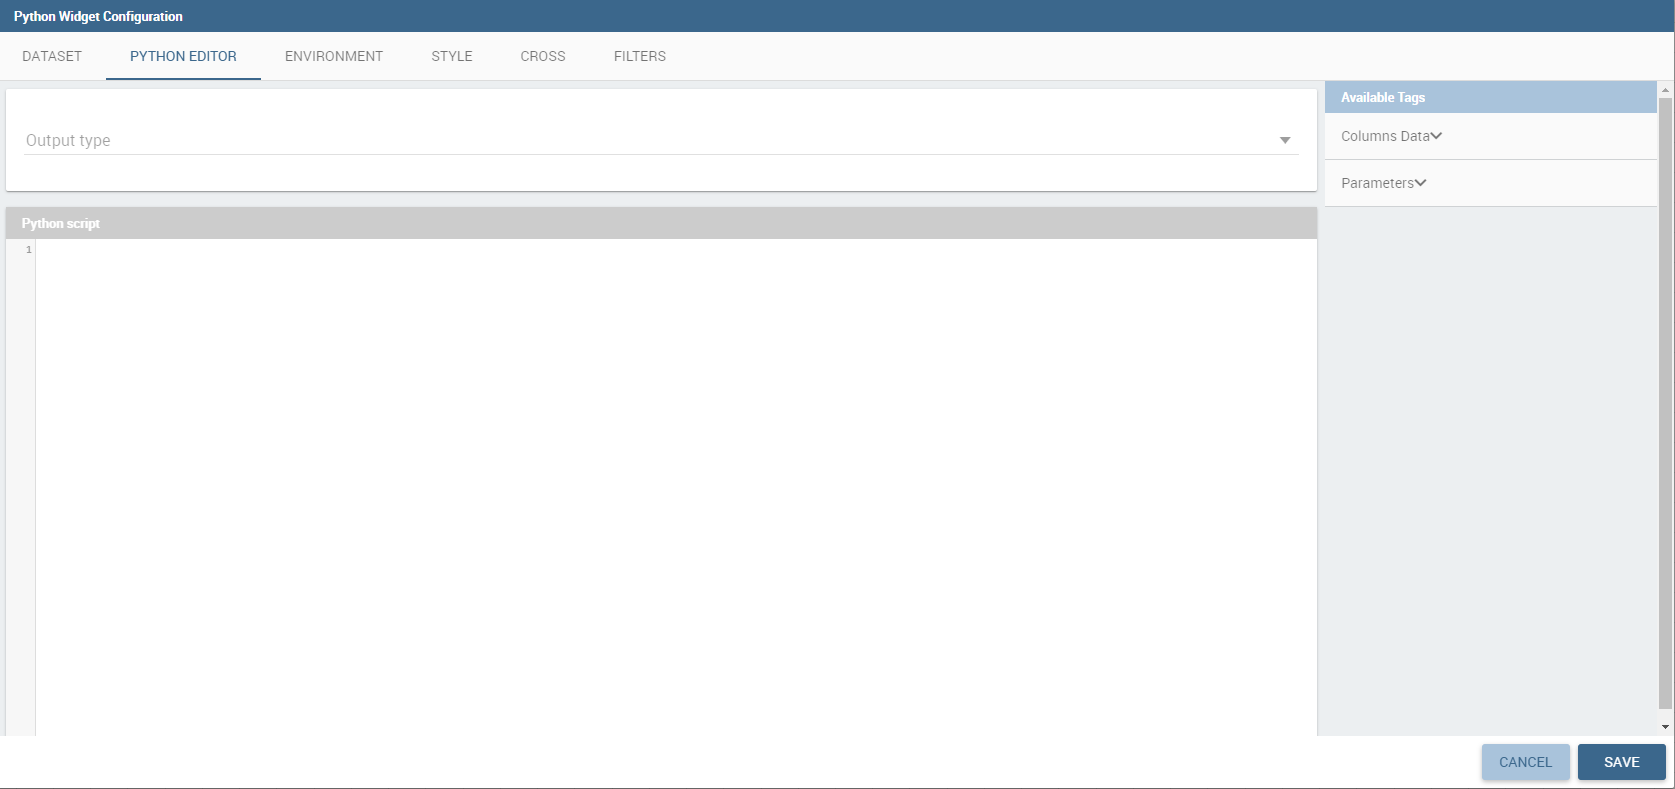 Python Widget Configuration
DATASET PYTHON EDITOR ENVIRONMENT STYLE CROSS FILTERS
Output type
Available Tags
Columns Data
Parameters
Python script
1
CANCEL SAVE